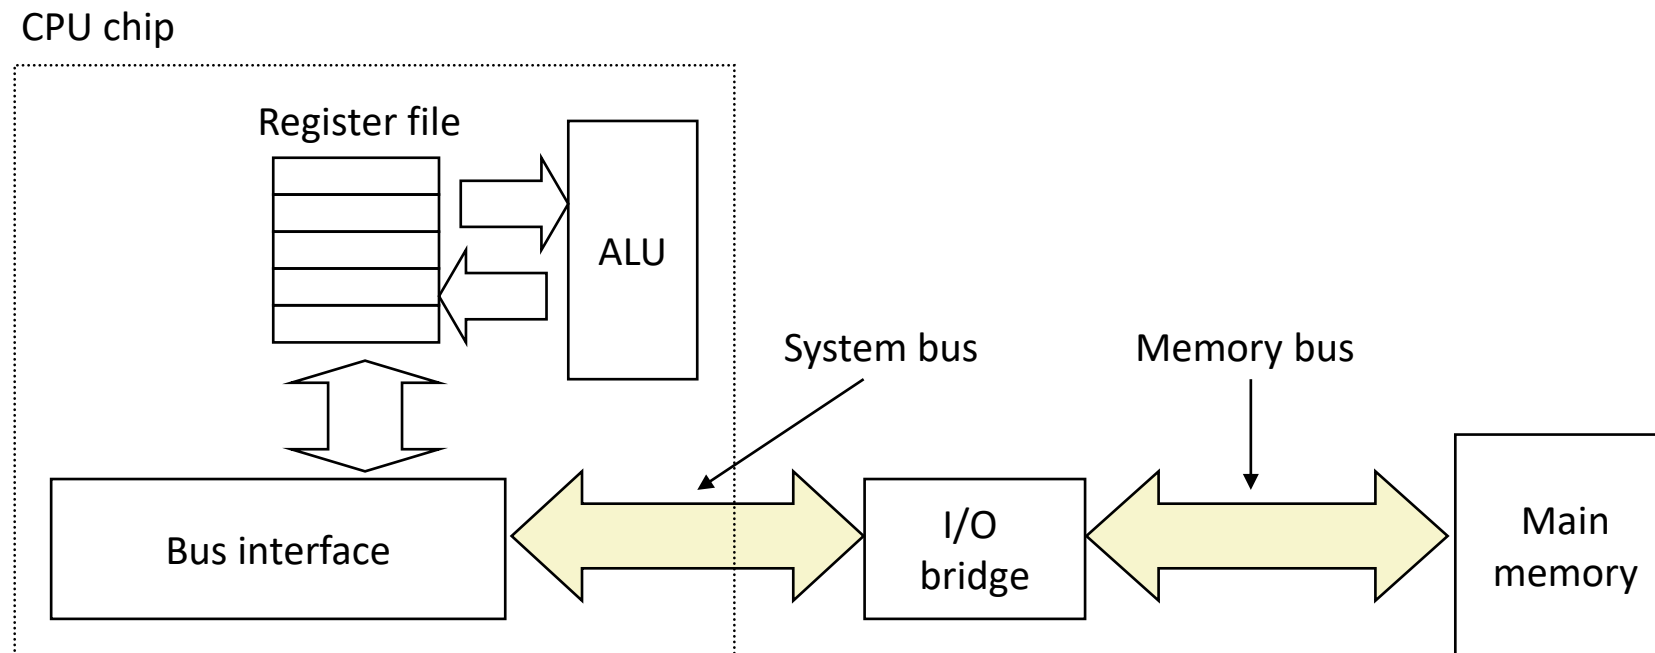 CPU chip
Register file
ALU
System bus
Memory bus
Bus interface
I/O
bridge
Main
memory